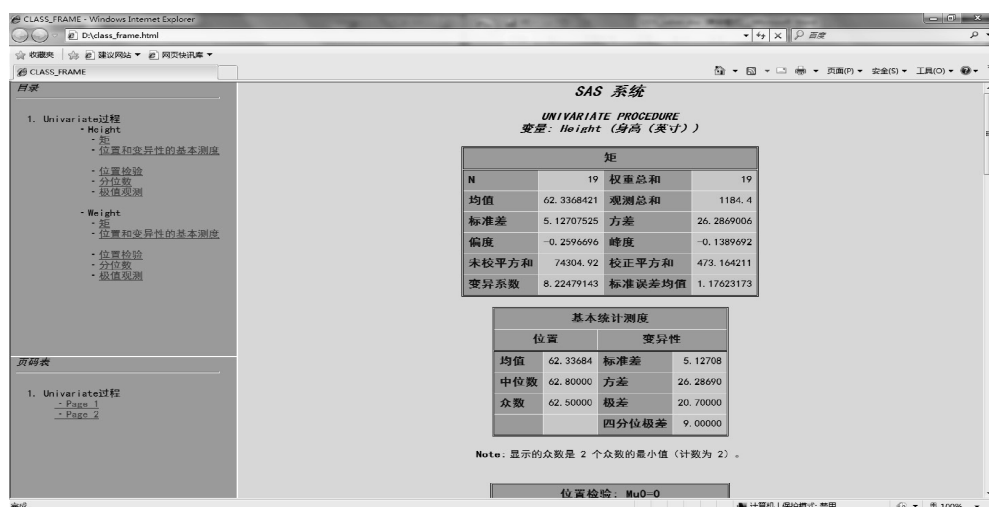 CLASS_FRAME - Windows Internet Explorer
D:\class_frame.html
百度
收藏夹 建议网站 网页快讯库
CLASS_FRAME
页面(P) 安全(S) 工具(O)
目录
1. Univariate过程
· Height
- 矩
- 位置和变异性的基本测度
- 位置检验
- 分位数
- 极值观测
· Weight
- 矩
- 位置和变异性的基本测度
- 位置检验
- 分位数
- 极值观测
页码表
1. Univariate过程
- Page 1
- Page 2
SAS 系统
UNIVARIATE PROCEDURE
变量: Height (身高 (英寸) )
矩
N 19 权重总和 19
均值 62.3368421 观测总和 1184.4
标准差 5.12707525 方差 26.2869006
偏度 -0.2596696 峰度 -0.1389692
未校平方和 74304.92 校正平方和 473.164211
变异系数 8.22479143 标准误差均值 1.17623173
基本统计测度
位置 变异性
均值 62.33684 标准差 5.12708
中位数 62.80000 方差 26.28690
众数 62.50000 极差 20.70000
四分位极差 9.00000
Note: 显示的众数是 2 个众数的最小值 (计数为 2) 。
位置检验: Mu0=0
计算机 | 保护模式: 禁用 100%